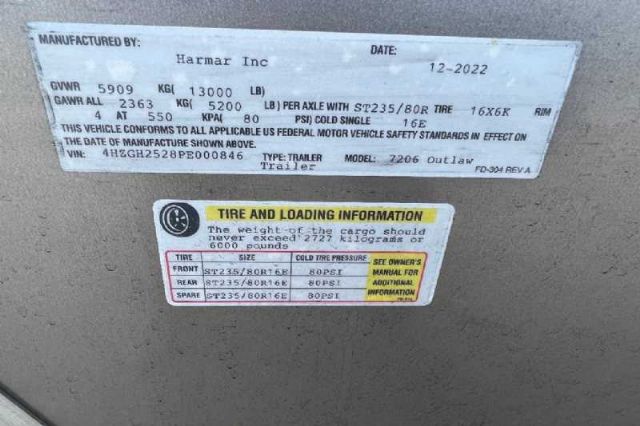 MANUFACTURED BY: Harmar Inc DATE: 12-2022
GVWR 5909 KG( 13000 LB)
GAWR ALL 2363 KG( 5200 LB) PER AXLE WITH ST235/80R TIRE 16X6K RIM
4 AT 550 KPA( 80 PSI) COLD SINGLE 16E
THIS VEHICLE CONFORMS TO ALL APPLICABLE US FEDERAL MOTOR VEHICLE SAFETY STANDARDS IN EFFECT ON
THE DATE OF MANUFACTURE SHOWN ABOVE.
VIN: 4HZGH2528PE000846 TYPE: TRAILER MODEL: 7206 Outlaw
Trailer FD-304 REV A
TIRE AND LOADING INFORMATION
The weight of the cargo should
never exceed 2727 kilograms or
6000 pounds
TIRE SIZE COLD TIRE PRESSURE
FRONT ST235/80R16E 80PSI
REAR ST235/80R16E 80PSI
SPARE ST235/80R16E 80PSI
SEE OWNER'S
MANUAL FOR
ADDITIONAL
INFORMATION